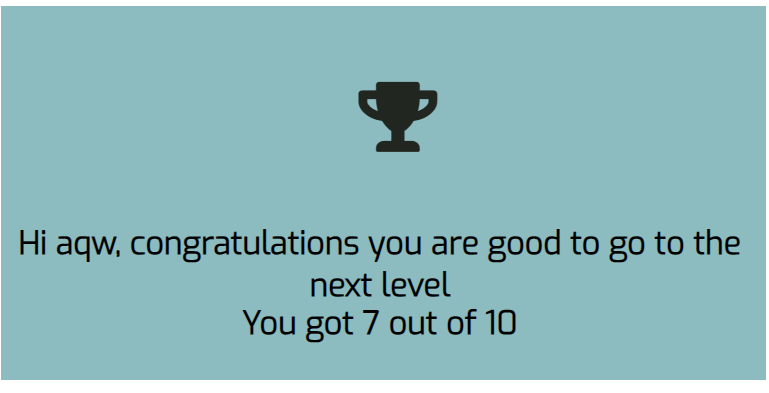 Hi aqw, congratulations you are good to go to the
next level
You got 7 out of 10